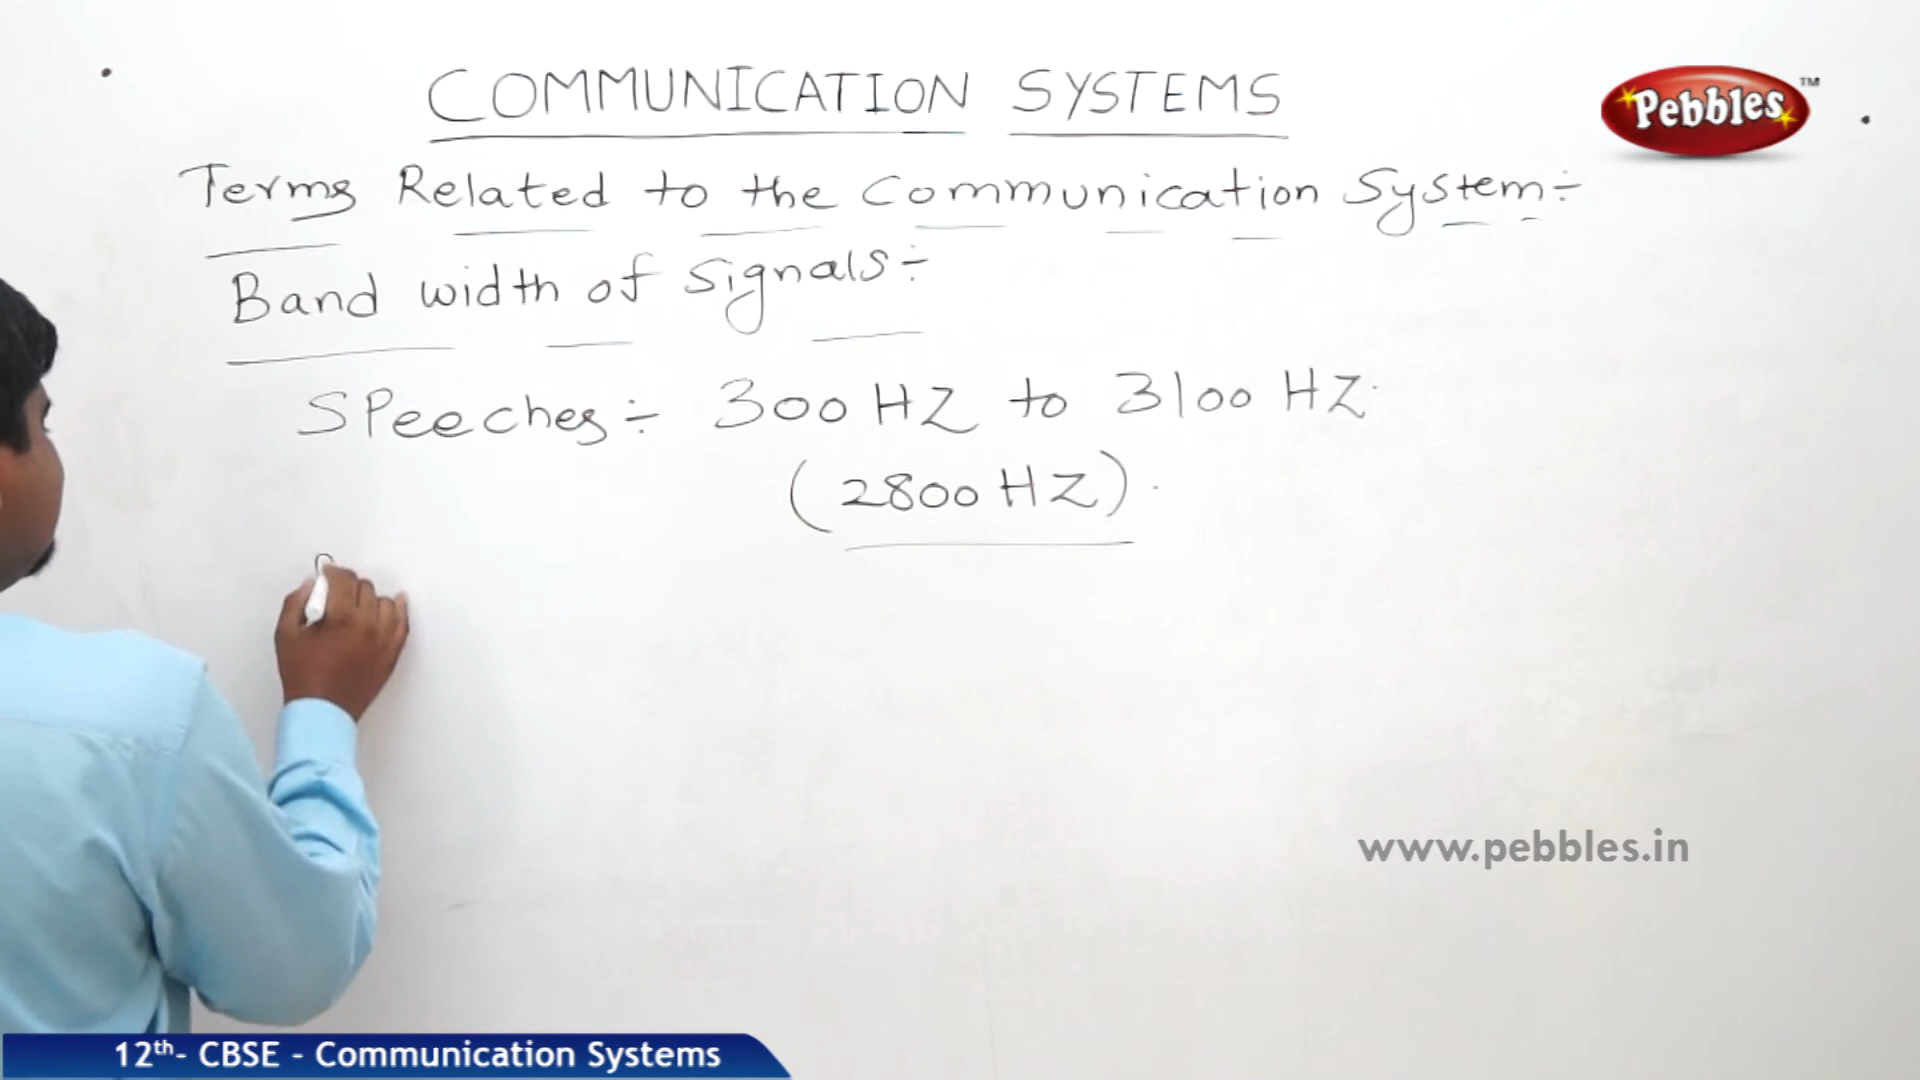 COMMUNICATION SYSTEMS
Pebbles™
Terms Related to the Communication System÷
Band width of Signals÷
SPeeches÷ 300 HZ to 3100 HZ.
(2800 HZ).
www.pebbles.in
12th- CBSE - Communication Systems